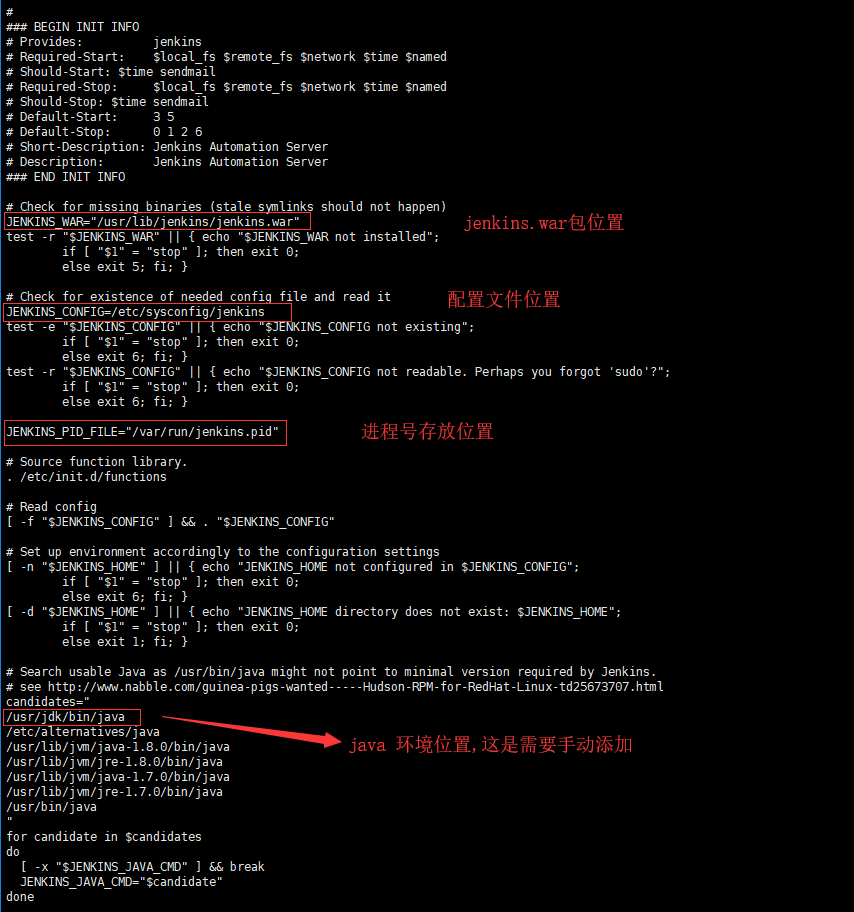 #
### BEGIN INIT INFO
# Provides:          jenkins
# Required-Start:    $local_fs $remote_fs $network $time $named
# Should-Start: $time sendmail
# Required-Stop:     $local_fs $remote_fs $network $time $named
# Should-Stop: $time sendmail
# Default-Start:     3 5
# Default-Stop:      0 1 2 6
# Short-Description: Jenkins Automation Server
# Description:       Jenkins Automation Server
### END INIT INFO

# Check for missing binaries (stale symlinks should not happen)
JENKINS_WAR="/usr/lib/jenkins/jenkins.war"
jenkins.war包位置
test -r "$JENKINS_WAR" || { echo "$JENKINS_WAR not installed";
        if [ "$1" = "stop" ]; then exit 0;
        else exit 5; fi; }

# Check for existence of needed config file and read it
配置文件位置
JENKINS_CONFIG=/etc/sysconfig/jenkins
test -e "$JENKINS_CONFIG" || { echo "$JENKINS_CONFIG not existing";
        if [ "$1" = "stop" ]; then exit 0;
        else exit 6; fi; }
test -r "$JENKINS_CONFIG" || { echo "$JENKINS_CONFIG not readable. Perhaps you forgot 'sudo'?";
        if [ "$1" = "stop" ]; then exit 0;
        else exit 6; fi; }

JENKINS_PID_FILE="/var/run/jenkins.pid"
进程号存放位置

# Source function library.
. /etc/init.d/functions

# Read config
[ -f "$JENKINS_CONFIG" ] && . "$JENKINS_CONFIG"

# Set up environment accordingly to the configuration settings
[ -n "$JENKINS_HOME" ] || { echo "JENKINS_HOME not configured in $JENKINS_CONFIG";
        if [ "$1" = "stop" ]; then exit 0;
        else exit 6; fi; }
[ -d "$JENKINS_HOME" ] || { echo "JENKINS_HOME directory does not exist: $JENKINS_HOME";
        if [ "$1" = "stop" ]; then exit 0;
        else exit 1; fi; }

# Search usable Java as /usr/bin/java might not point to minimal version required by Jenkins.
# see http://www.nabble.com/guinea-pigs-wanted-----Hudson-RPM-for-RedHat-Linux-td25673707.html
candidates="
/usr/jdk/bin/java
/etc/alternatives/java
java 环境位置,这是需要手动添加
/usr/lib/jvm/java-1.8.0/bin/java
/usr/lib/jvm/jre-1.8.0/bin/java
/usr/lib/jvm/java-1.7.0/bin/java
/usr/lib/jvm/jre-1.7.0/bin/java
/usr/bin/java
"
for candidate in $candidates
do
  [ -x "$JENKINS_JAVA_CMD" ] && break
  JENKINS_JAVA_CMD="$candidate"
done